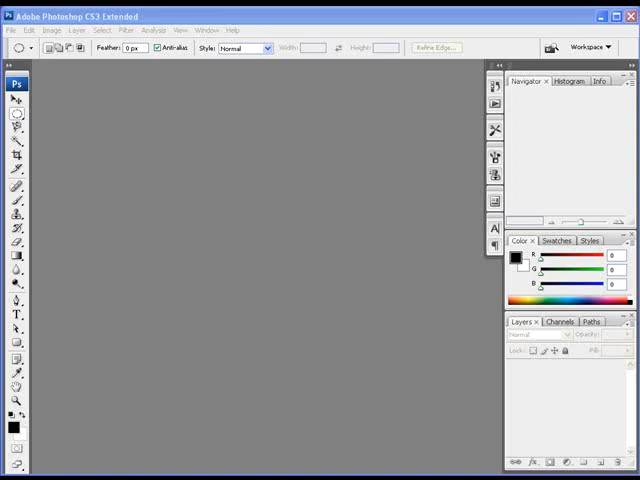 Ps Adobe Photoshop CS3 Extended
File Edit Image Layer Select Filter Analysis View Window Help
Feather: 0 px Anti-alias Style: Normal Width: Height: Refine Edge... Workspace
Ps
Navigator Histogram Info
Color Swatches Styles
R 0
G 0
B 0
Layers Channels Paths
Normal Opacity:
Lock: Fill:
A
T